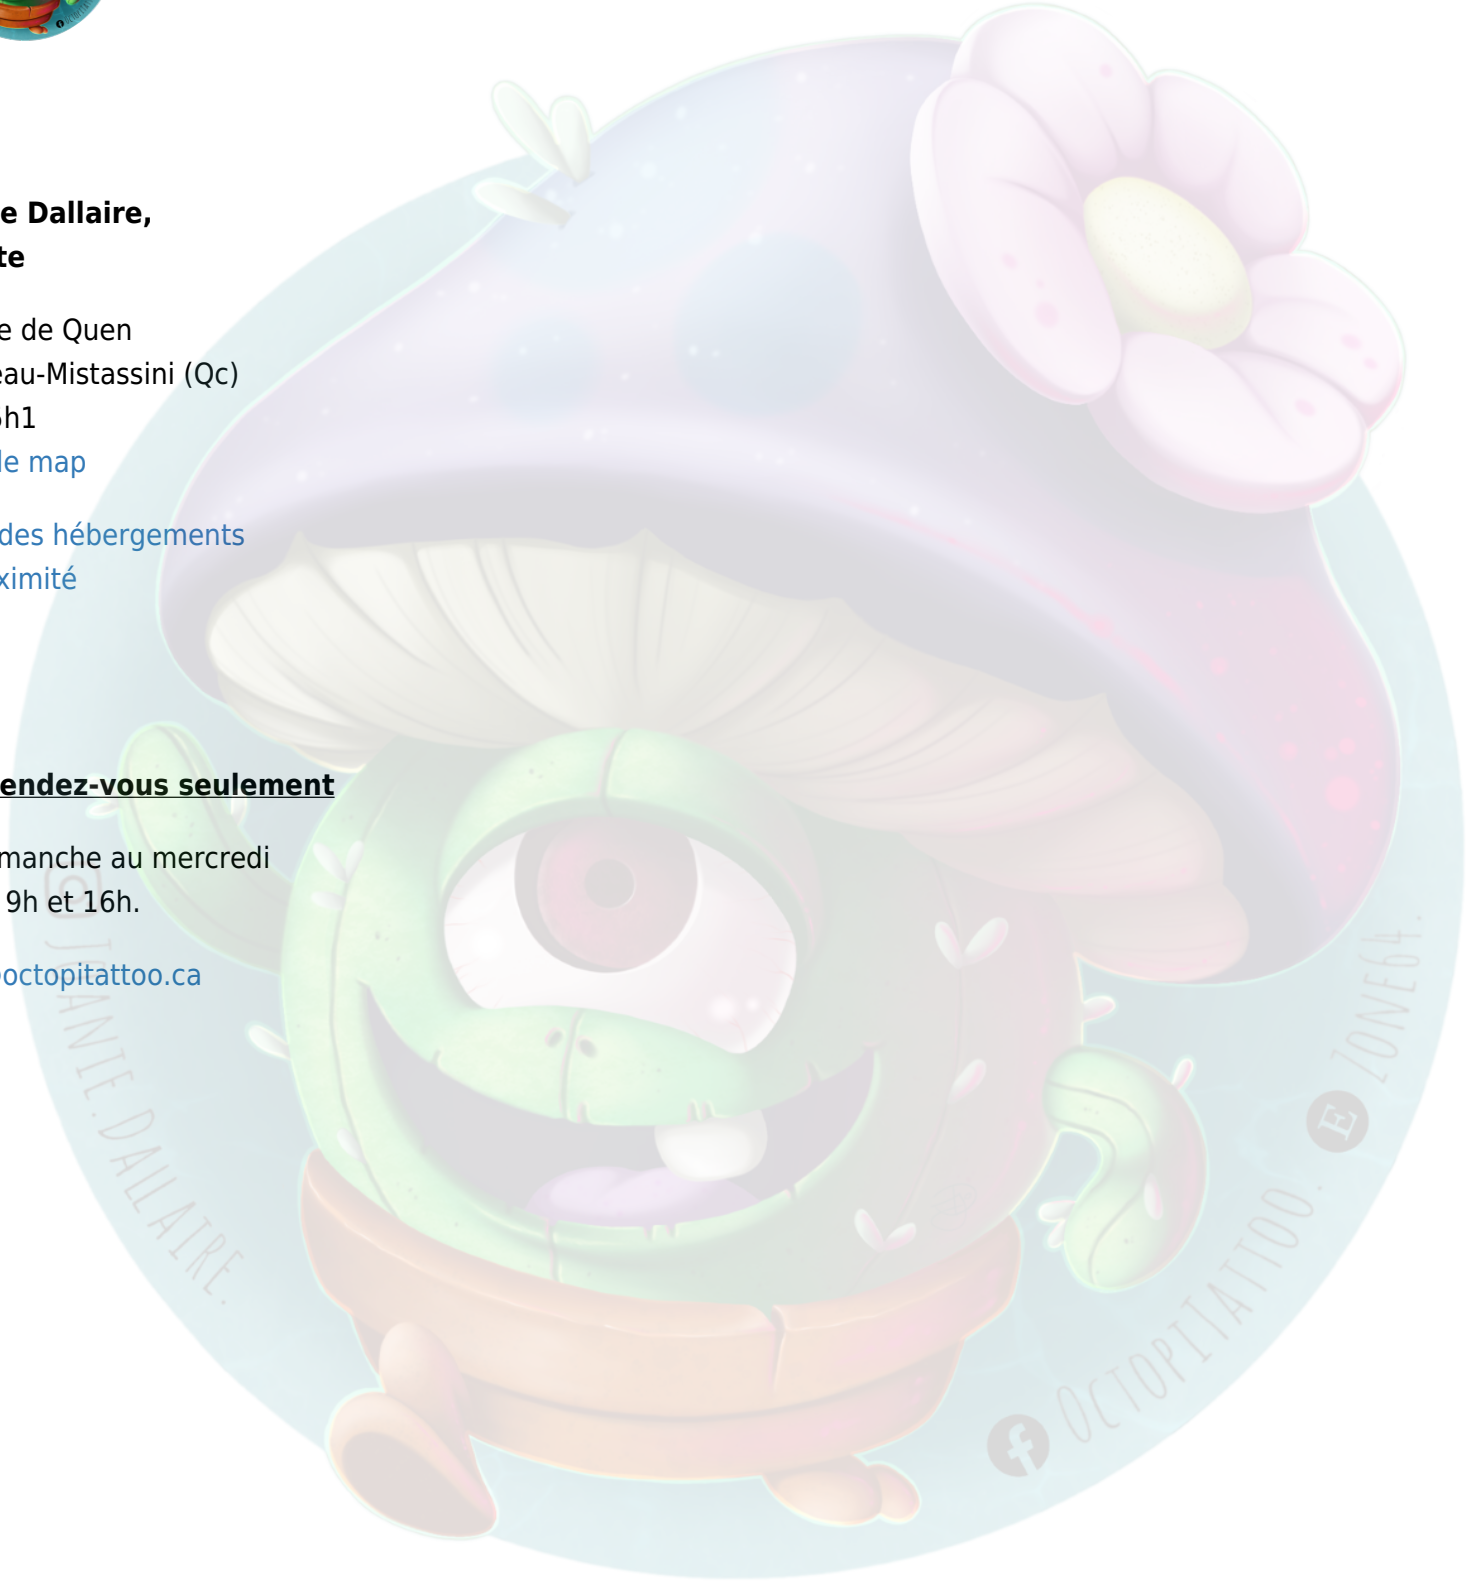 e Dallaire,
te
e de Quen
eau-Mistassini (Qc)
h1
le map
des hébergements
ximité
endez-vous seulement
manche au mercredi
9h et 16h.
octopitattoo.ca
JOANIE.DALLAIRE.
OCTOPITATTOO.
E ZONE64.